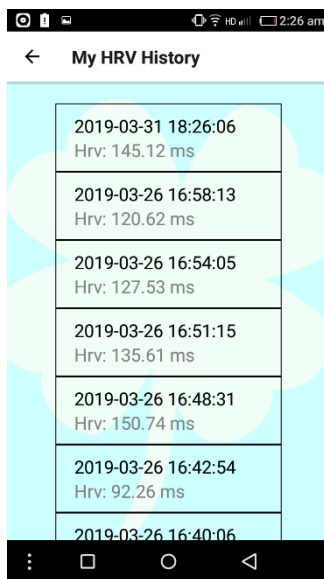 HD 2:26 am
My HRV History
2019-03-31 18:26:06
Hrv: 145.12 ms
2019-03-26 16:58:13
Hrv: 120.62 ms
2019-03-26 16:54:05
Hrv: 127.53 ms
2019-03-26 16:51:15
Hrv: 135.61 ms
2019-03-26 16:48:31
Hrv: 150.74 ms
2019-03-26 16:42:54
Hrv: 92.26 ms
2019-03-26 16:40:06